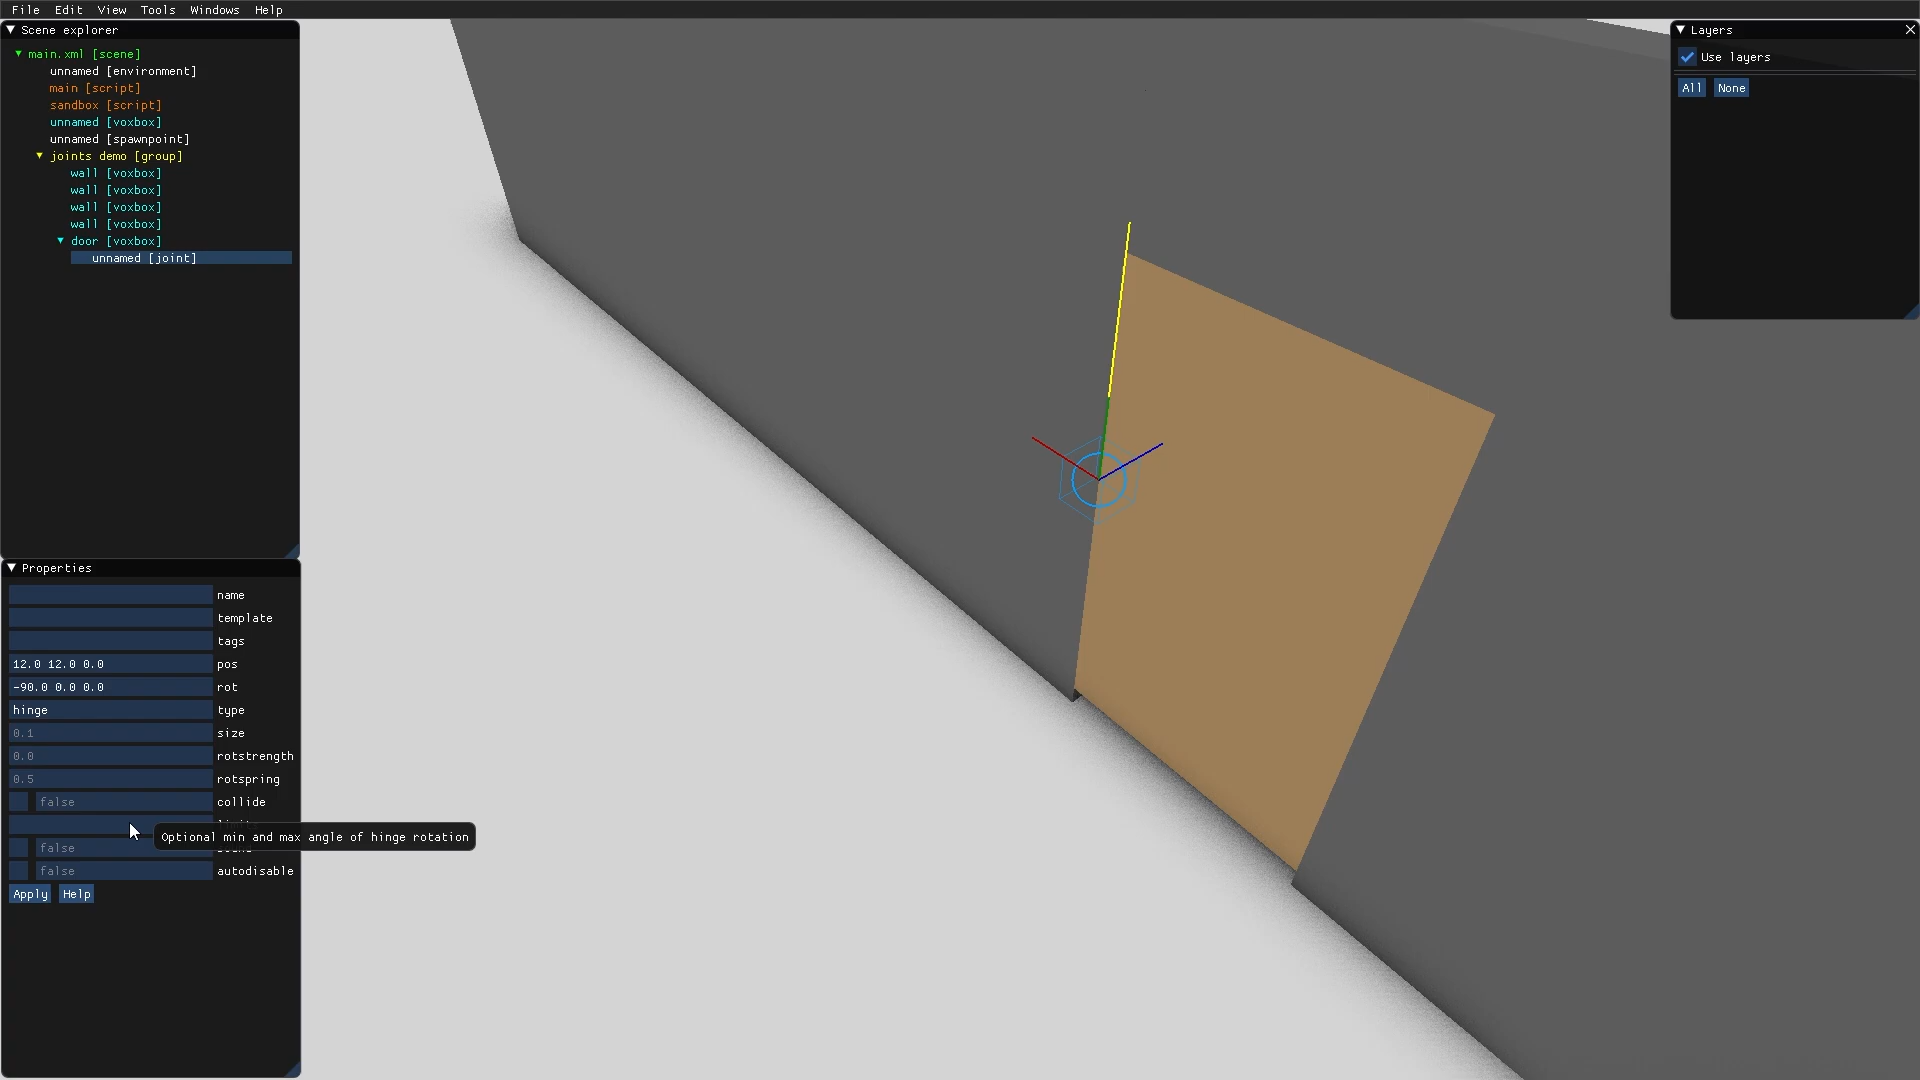 File Edit View Tools Windows Help
Scene explorer
main.xml [scene]
unnamed [environment]
main [script]
sandbox [script]
unnamed [voxbox]
unnamed [spawnpoint]
joints demo [group]
wall [voxbox]
wall [voxbox]
wall [voxbox]
wall [voxbox]
door [voxbox]
unnamed [joint]
Layers
Use layers
All None
Properties
name
template
tags
12.0 12.0 0.0 pos
-90.0 0.0 0.0 rot
hinge type
0.1 size
0.0 rotstrength
0.5 rotspring
false collide
Optional min and max angle of hinge rotation
false
false autodisable
Apply Help